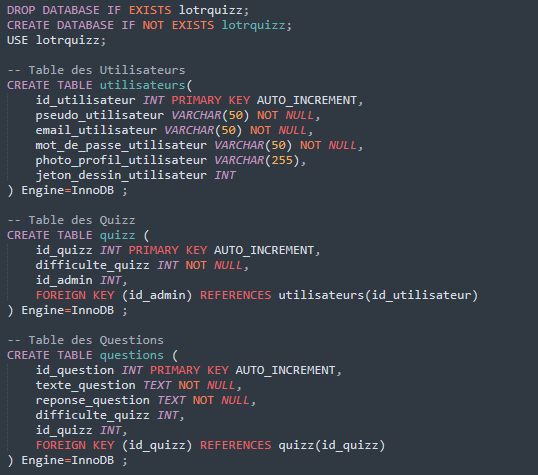 DROP DATABASE IF EXISTS lotrquizz;
CREATE DATABASE IF NOT EXISTS lotrquizz;
USE lotrquizz;

-- Table des Utilisateurs
CREATE TABLE utilisateurs(
    id_utilisateur INT PRIMARY KEY AUTO_INCREMENT,
    pseudo_utilisateur VARCHAR(50) NOT NULL,
    email_utilisateur VARCHAR(50) NOT NULL,
    mot_de_passe_utilisateur VARCHAR(50) NOT NULL,
    photo_profil_utilisateur VARCHAR(255),
    jeton_dessin_utilisateur INT
) Engine=InnoDB ;

-- Table des Quizz
CREATE TABLE quizz (
    id_quizz INT PRIMARY KEY AUTO_INCREMENT,
    difficulte_quizz INT NOT NULL,
    id_admin INT,
    FOREIGN KEY (id_admin) REFERENCES utilisateurs(id_utilisateur)
) Engine=InnoDB ;

-- Table des Questions
CREATE TABLE questions (
    id_question INT PRIMARY KEY AUTO_INCREMENT,
    texte_question TEXT NOT NULL,
    reponse_question TEXT NOT NULL,
    difficulte_quizz INT,
    id_quizz INT,
    FOREIGN KEY (id_quizz) REFERENCES quizz(id_quizz)
) Engine=InnoDB ;